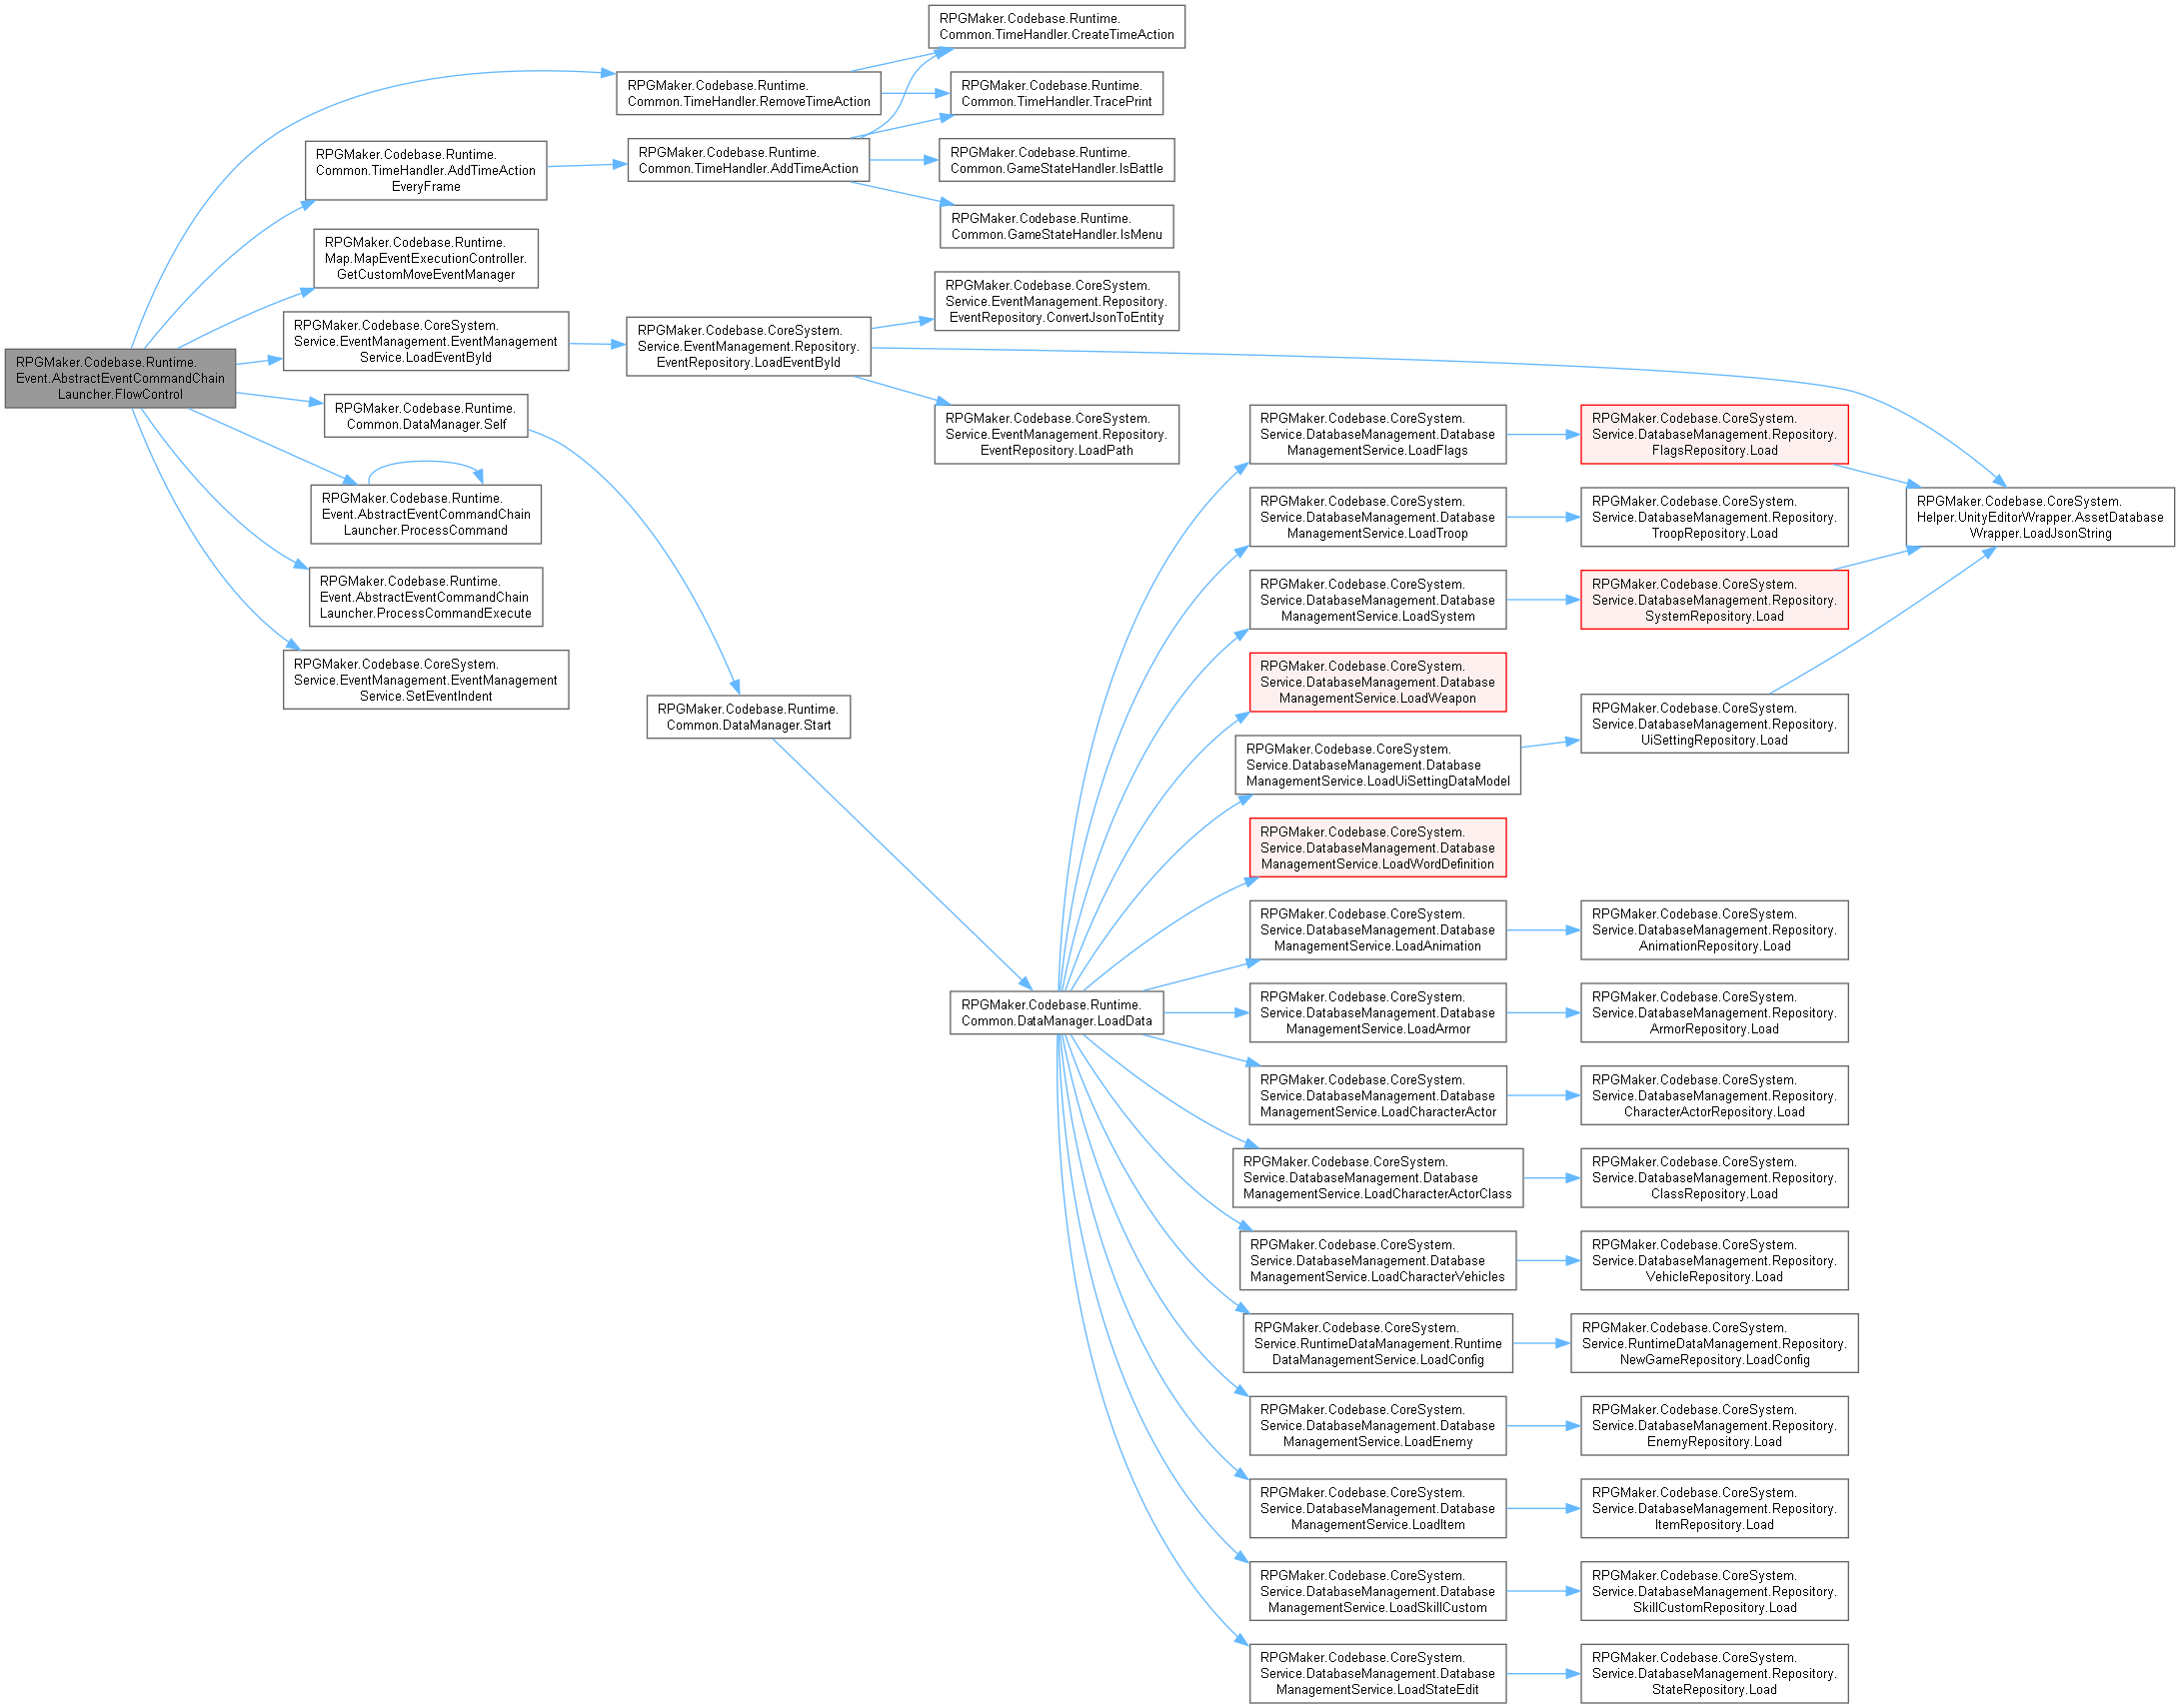 RPGMaker.Codebase.Runtime.
Event.AbstractEventCommandChain
Launcher.FlowControl
RPGMaker.Codebase.Runtime.
Common.TimeHandler.RemoveTimeAction
RPGMaker.Codebase.Runtime.
Common.TimeHandler.CreateTimeAction
RPGMaker.Codebase.Runtime.
Common.TimeHandler.TracePrint
RPGMaker.Codebase.Runtime.
Common.TimeHandler.AddTimeAction
EveryFrame
RPGMaker.Codebase.Runtime.
Common.TimeHandler.AddTimeAction
RPGMaker.Codebase.Runtime.
Common.GameStateHandler.IsBattle
RPGMaker.Codebase.Runtime.
Common.GameStateHandler.IsMenu
RPGMaker.Codebase.Runtime.
Map.MapEventExecutionController.
GetCustomMoveEventManager
RPGMaker.Codebase.CoreSystem.
Service.EventManagement.EventManagement
Service.LoadEventById
RPGMaker.Codebase.CoreSystem.
Service.EventManagement.Repository.
EventRepository.LoadEventById
RPGMaker.Codebase.CoreSystem.
Service.EventManagement.Repository.
EventRepository.ConvertJsonToEntity
RPGMaker.Codebase.CoreSystem.
Service.EventManagement.Repository.
EventRepository.LoadPath
RPGMaker.Codebase.Runtime.
Common.DataManager.Self
RPGMaker.Codebase.Runtime.
Event.AbstractEventCommandChain
Launcher.ProcessCommand
RPGMaker.Codebase.Runtime.
Event.AbstractEventCommandChain
Launcher.ProcessCommandExecute
RPGMaker.Codebase.CoreSystem.
Service.EventManagement.EventManagement
Service.SetEventIndent
RPGMaker.Codebase.Runtime.
Common.DataManager.Start
RPGMaker.Codebase.Runtime.
Common.DataManager.LoadData
RPGMaker.Codebase.CoreSystem.
Service.DatabaseManagement.Database
ManagementService.LoadFlags
RPGMaker.Codebase.CoreSystem.
Service.DatabaseManagement.Repository.
FlagsRepository.Load
RPGMaker.Codebase.CoreSystem.
Helper.UnityEditorWrapper.AssetDatabase
Wrapper.LoadJsonString
RPGMaker.Codebase.CoreSystem.
Service.DatabaseManagement.Database
ManagementService.LoadTroop
RPGMaker.Codebase.CoreSystem.
Service.DatabaseManagement.Repository.
TroopRepository.Load
RPGMaker.Codebase.CoreSystem.
Service.DatabaseManagement.Database
ManagementService.LoadSystem
RPGMaker.Codebase.CoreSystem.
Service.DatabaseManagement.Repository.
SystemRepository.Load
RPGMaker.Codebase.CoreSystem.
Service.DatabaseManagement.Database
ManagementService.LoadWeapon
RPGMaker.Codebase.CoreSystem.
Service.DatabaseManagement.Database
ManagementService.LoadUiSettingDataModel
RPGMaker.Codebase.CoreSystem.
Service.DatabaseManagement.Repository.
UiSettingRepository.Load
RPGMaker.Codebase.CoreSystem.
Service.DatabaseManagement.Database
ManagementService.LoadWordDefinition
RPGMaker.Codebase.CoreSystem.
Service.DatabaseManagement.Database
ManagementService.LoadAnimation
RPGMaker.Codebase.CoreSystem.
Service.DatabaseManagement.Repository.
AnimationRepository.Load
RPGMaker.Codebase.CoreSystem.
Service.DatabaseManagement.Database
ManagementService.LoadArmor
RPGMaker.Codebase.CoreSystem.
Service.DatabaseManagement.Repository.
ArmorRepository.Load
RPGMaker.Codebase.CoreSystem.
Service.DatabaseManagement.Database
ManagementService.LoadCharacterActor
RPGMaker.Codebase.CoreSystem.
Service.DatabaseManagement.Repository.
CharacterActorRepository.Load
RPGMaker.Codebase.CoreSystem.
Service.DatabaseManagement.Database
ManagementService.LoadCharacterActorClass
RPGMaker.Codebase.CoreSystem.
Service.DatabaseManagement.Repository.
ClassRepository.Load
RPGMaker.Codebase.CoreSystem.
Service.DatabaseManagement.Database
ManagementService.LoadCharacterVehicles
RPGMaker.Codebase.CoreSystem.
Service.DatabaseManagement.Repository.
VehicleRepository.Load
RPGMaker.Codebase.CoreSystem.
Service.RuntimeDataManagement.Runtime
DataManagementService.LoadConfig
RPGMaker.Codebase.CoreSystem.
Service.RuntimeDataManagement.Repository.
NewGameRepository.LoadConfig
RPGMaker.Codebase.CoreSystem.
Service.DatabaseManagement.Database
ManagementService.LoadEnemy
RPGMaker.Codebase.CoreSystem.
Service.DatabaseManagement.Repository.
EnemyRepository.Load
RPGMaker.Codebase.CoreSystem.
Service.DatabaseManagement.Database
ManagementService.LoadItem
RPGMaker.Codebase.CoreSystem.
Service.DatabaseManagement.Repository.
ItemRepository.Load
RPGMaker.Codebase.CoreSystem.
Service.DatabaseManagement.Database
ManagementService.LoadSkillCustom
RPGMaker.Codebase.CoreSystem.
Service.DatabaseManagement.Repository.
SkillCustomRepository.Load
RPGMaker.Codebase.CoreSystem.
Service.DatabaseManagement.Database
ManagementService.LoadStateEdit
RPGMaker.Codebase.CoreSystem.
Service.DatabaseManagement.Repository.
StateRepository.Load